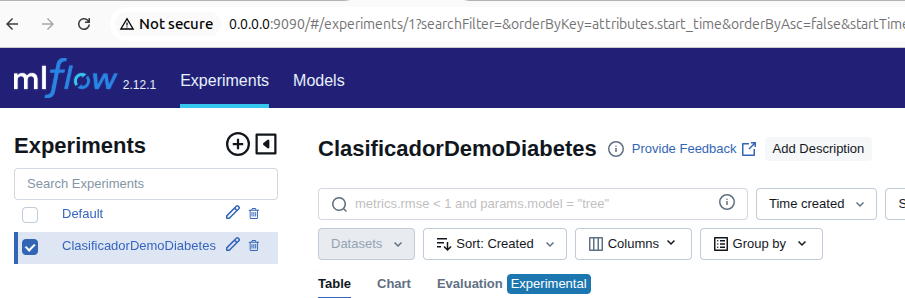 Not secure 0.0.0.0:9090/#/experiments/1?searchFilter=&orderByKey=attributes.start_time&orderByAsc=false&startTime
mlflow 2.12.1 Experiments Models
Experiments
Search Experiments
Default
ClasificadorDemoDiabetes
ClasificadorDemoDiabetes Provide Feedback Add Description
metrics.rmse < 1 and params.model = "tree" Time created S
Datasets Sort: Created Columns Group by
Table Chart Evaluation Experimental